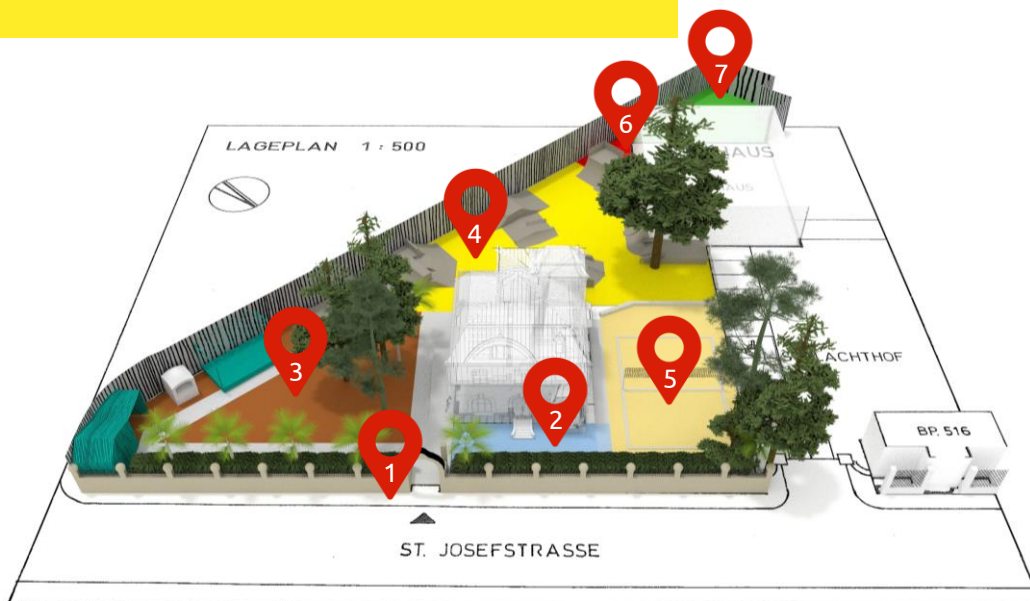 7
6
LAGEPLAN 1 : 500
HAUS
4
3
5
ACHTHOF
2
BP. 516
1
ST. JOSEFSTRASSE